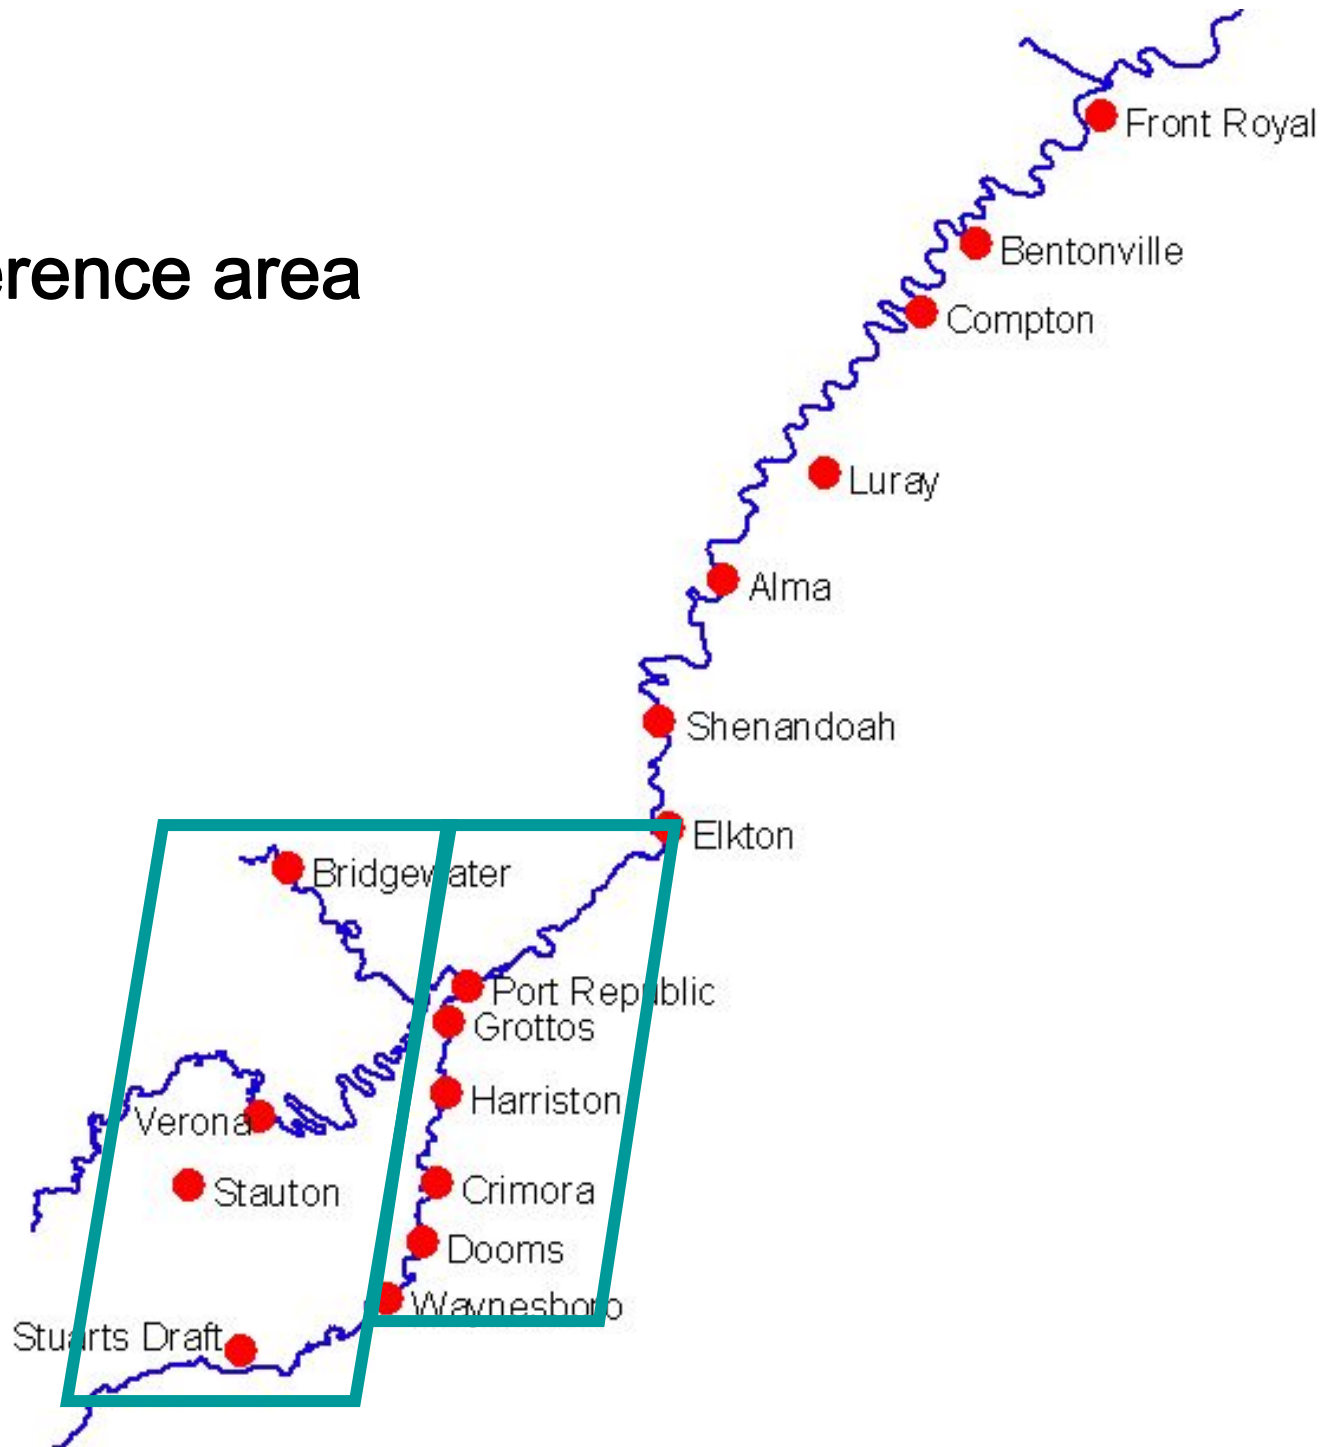 Front Royal
Bentonville
erence area
Compton
Luray
Alma
Shenandoah
Elkton
Bridgewater
Port Republic
Grottos
Harriston
Verona
Stauton
Crimora
Dooms
Waynesboro
Stuarts Draft